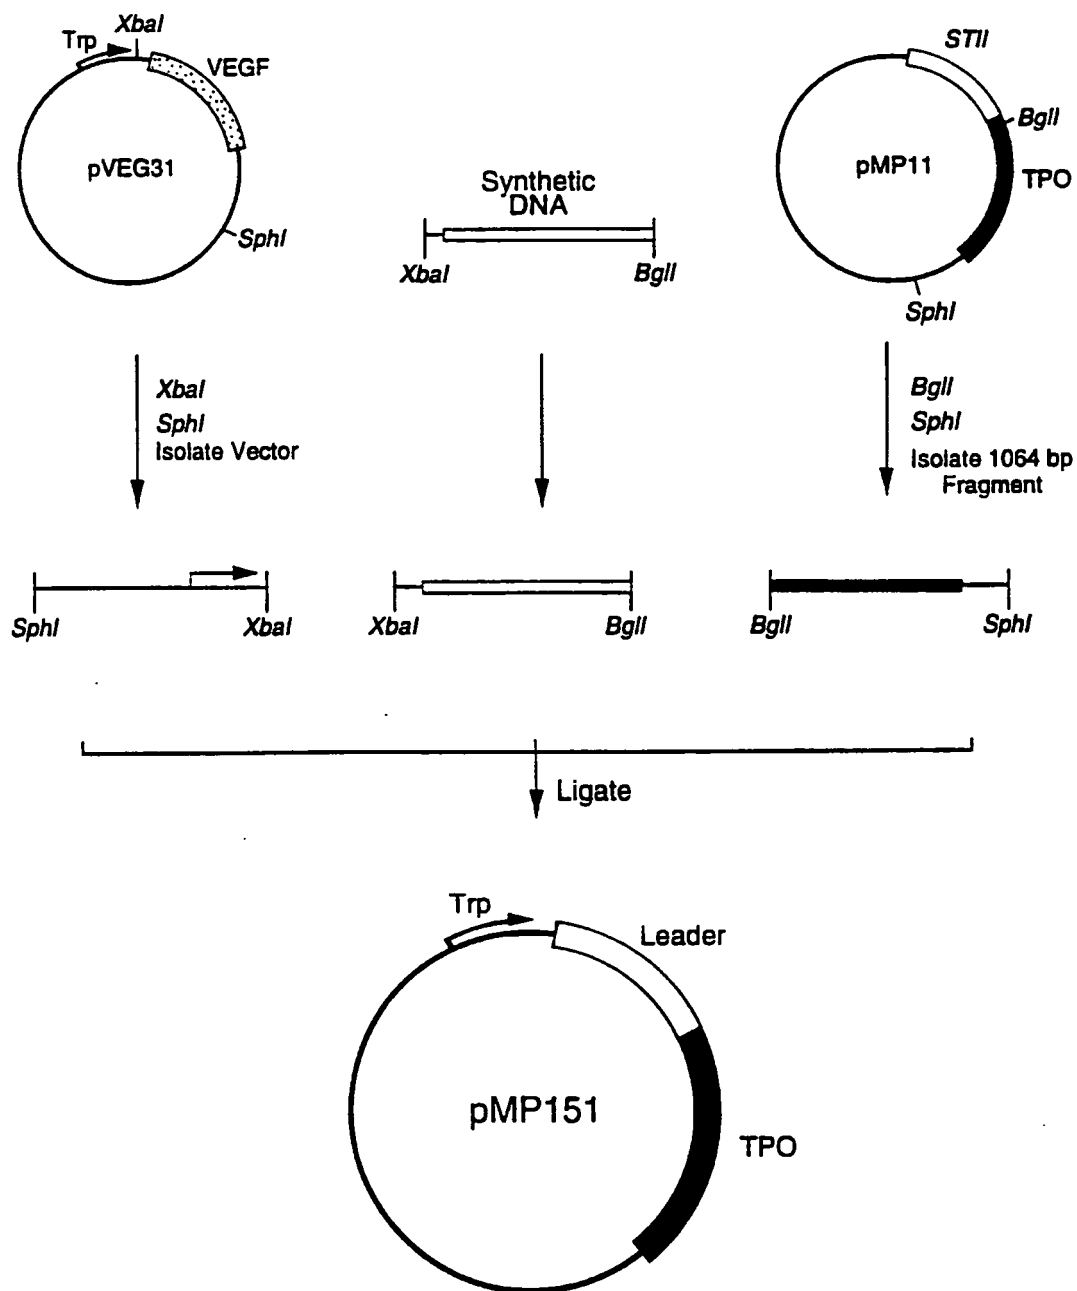 XbaI
Trp
VEGF
pVEG31
SphI
Synthetic
DNA
XbaI
BglI
STII
BglI
pMP11
TPO
SphI
XbaI
SphI
Isolate Vector
BglI
SphI
Isolate 1064 bp
Fragment
SphI
XbaI
XbaI
BglI
BglI
SphI
Ligate
Trp
Leader
pMP151
TPO